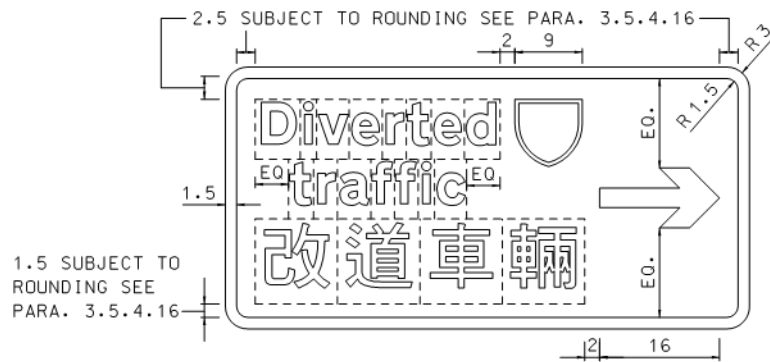 2.5 SUBJECT TO ROUNDING SEE PARA. 3.5.4.16
2 9
R3
R1.5
Diverted
EQ.
EQ traffic EQ
1.5
改道車輛
EQ.
1.5 SUBJECT TO
ROUNDING SEE
PARA. 3.5.4.16
2 16